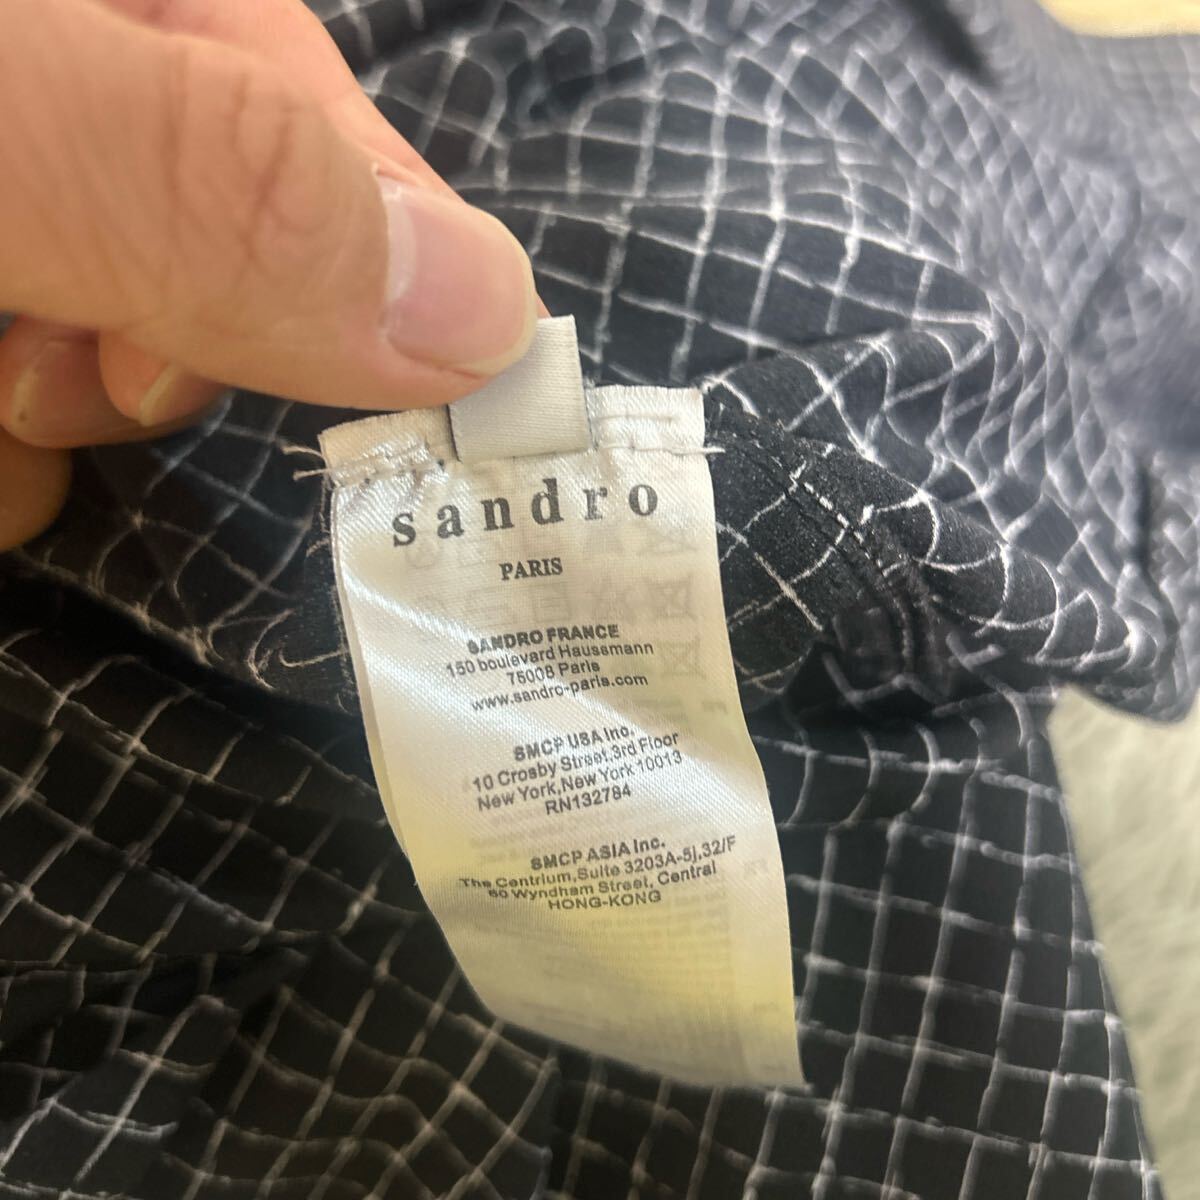 sandro
PARIS
SANDRO FRANCE
150 boulevard Haussmann
75008 Paris
www.sandro-paris.com
SMCP USA Inc.
10 Crosby Street,3rd Floor
New York,New York 10013
RN132784
SMCP ASIA Inc.
The Centrium,Suite 3203A-5j,32/F
60 Wyndham Street, Central
HONG-KONG